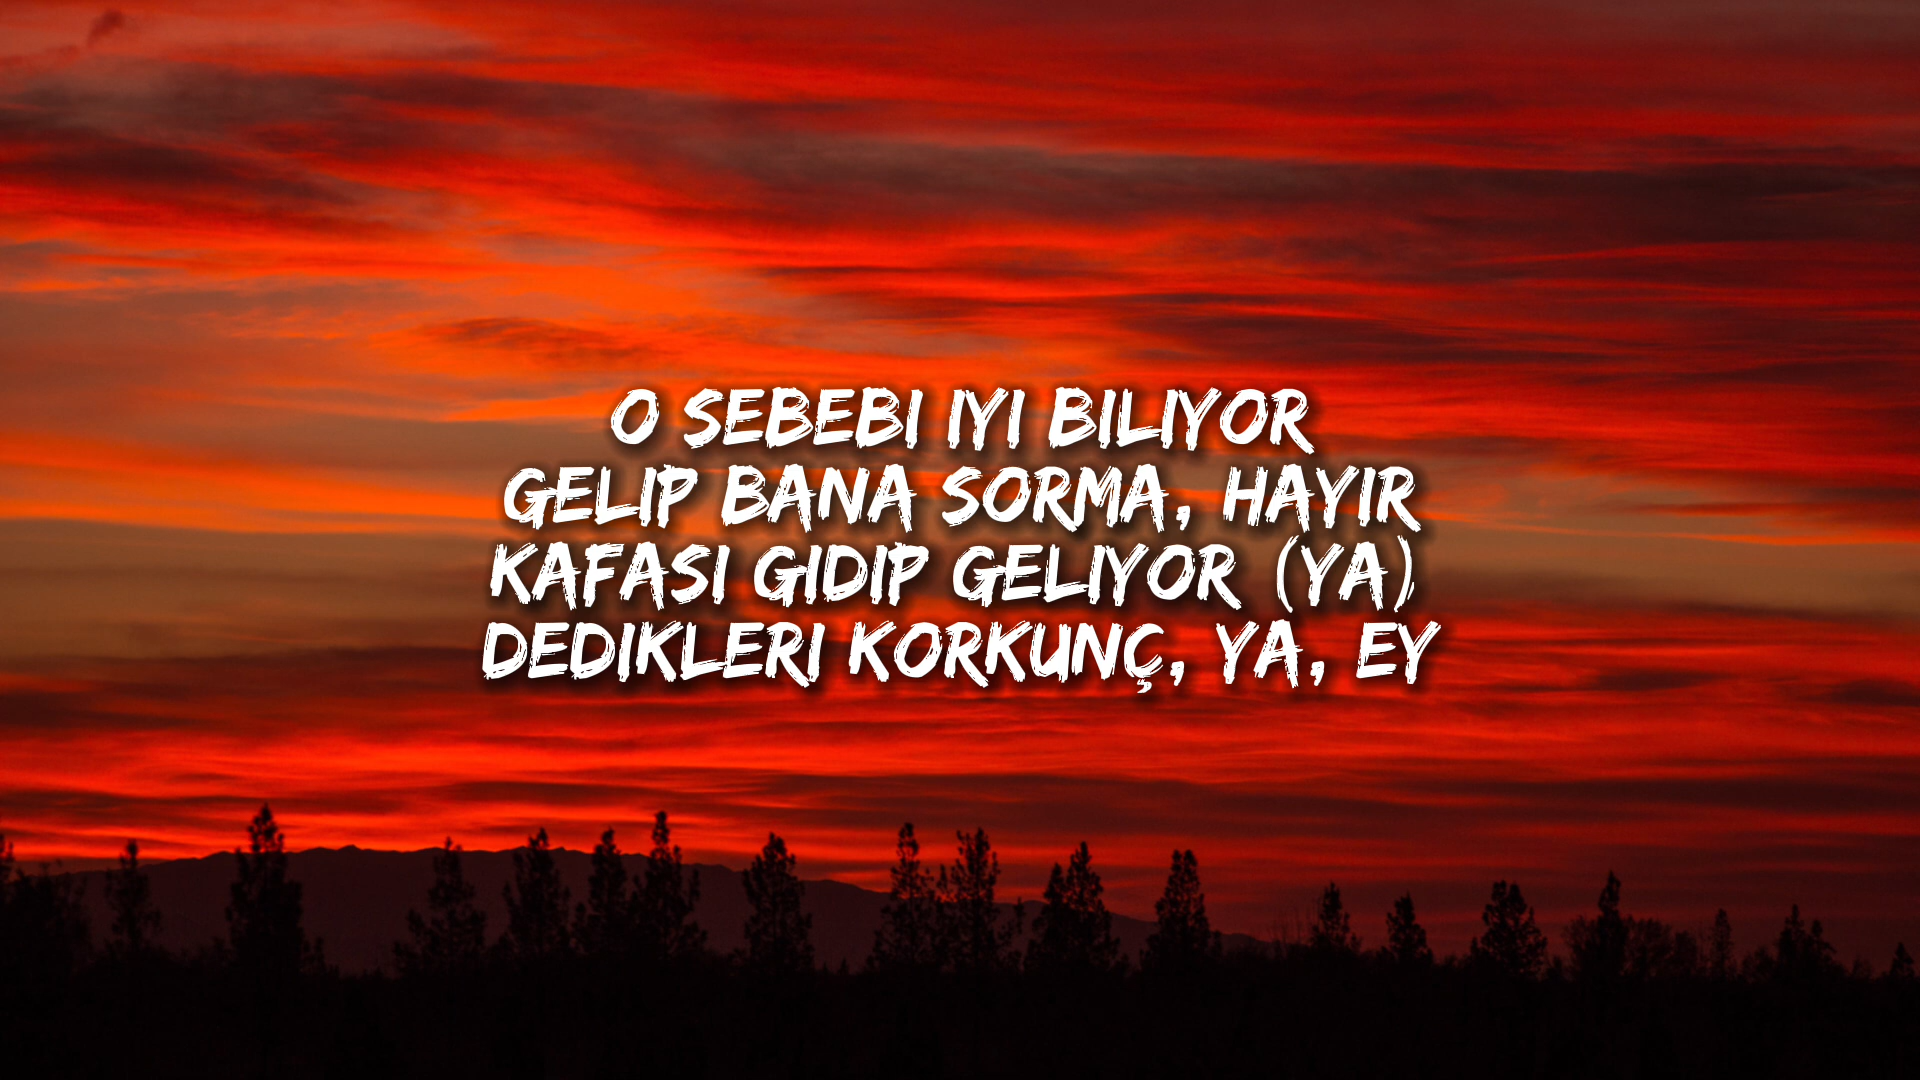 O SEBEBI IYI BILIYOR
GELIP BANA SORMA, HAYIR
KAFASI GIDIP GELIYOR (YA)
DEDIKLERI KORKUNÇ, YA, EY